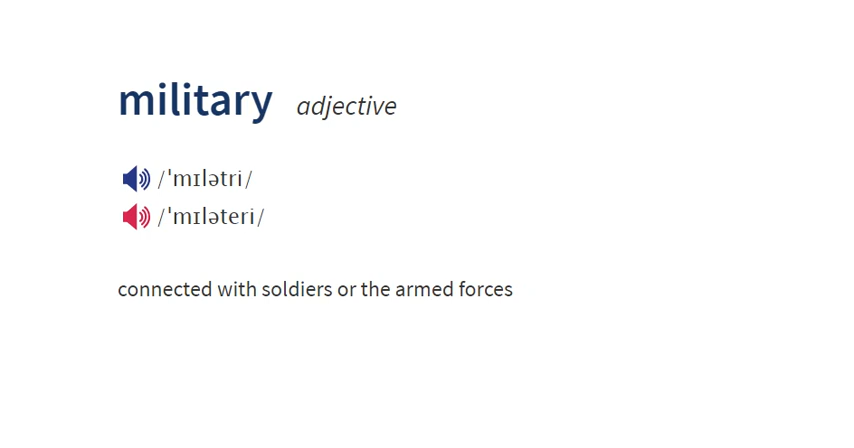 military adjective
/ˈmɪlətri/
/ˈmɪləteri/
connected with soldiers or the armed forces